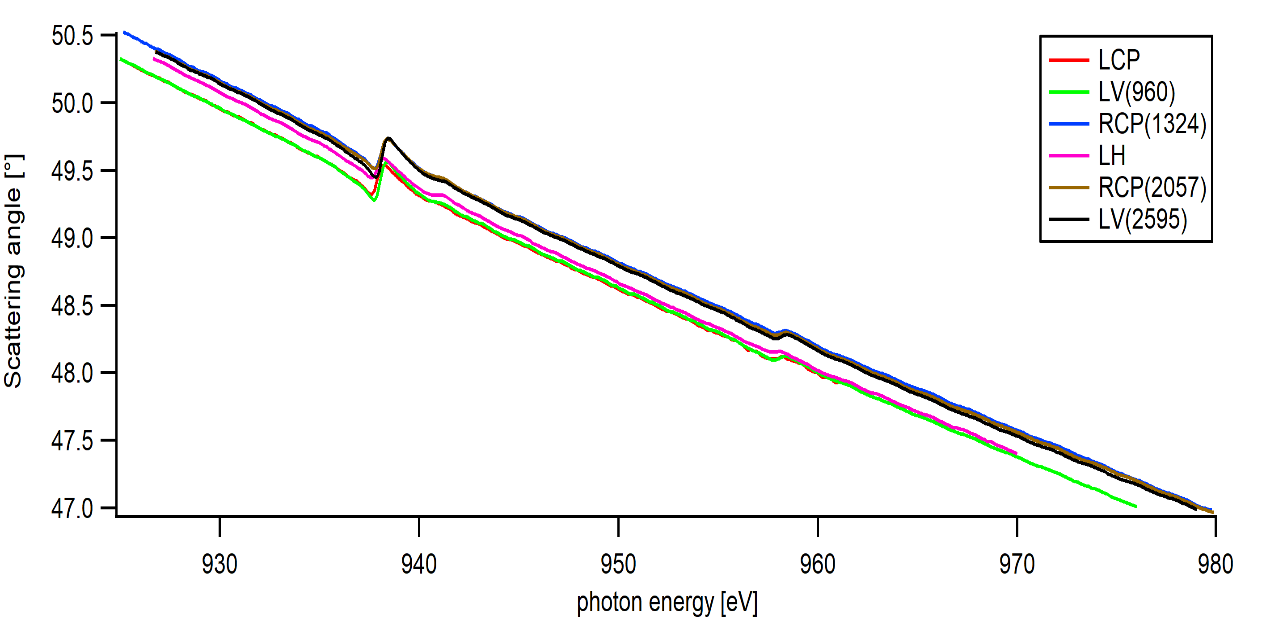 50.5
50.0
49.5
49.0
48.5
48.0
47.5
47.0
Scattering angle [°]
930
940
950
960
970
980
photon energy [eV]
LCP
LV(960)
RCP(1324)
LH
RCP(2057)
LV(2595)